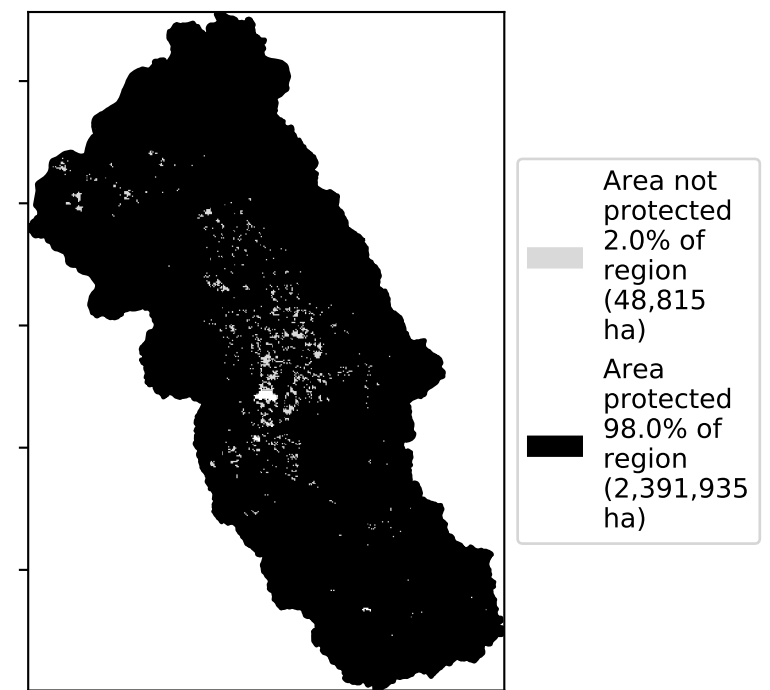 Area not
protected
2.0% of
region
(48,815
ha)
Area
protected
98.0% of
region
(2,391,935
ha)